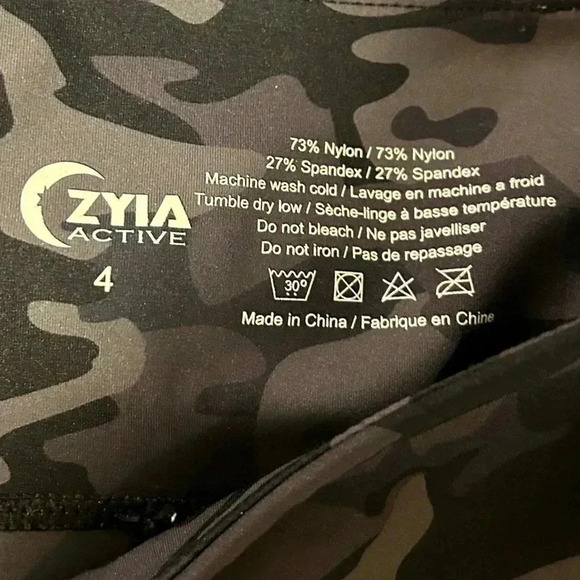 ZYIA
ACTIVE
4
73% Nylon / 73% Nylon
27% Spandex / 27% Spandex
Machine wash cold / Lavage en machine a froid
Tumble dry low / Sèche-linge à basse température
Do not bleach / Ne pas javelliser
Do not iron / Pas de repassage
30°
Made in China / Fabrique en Chine